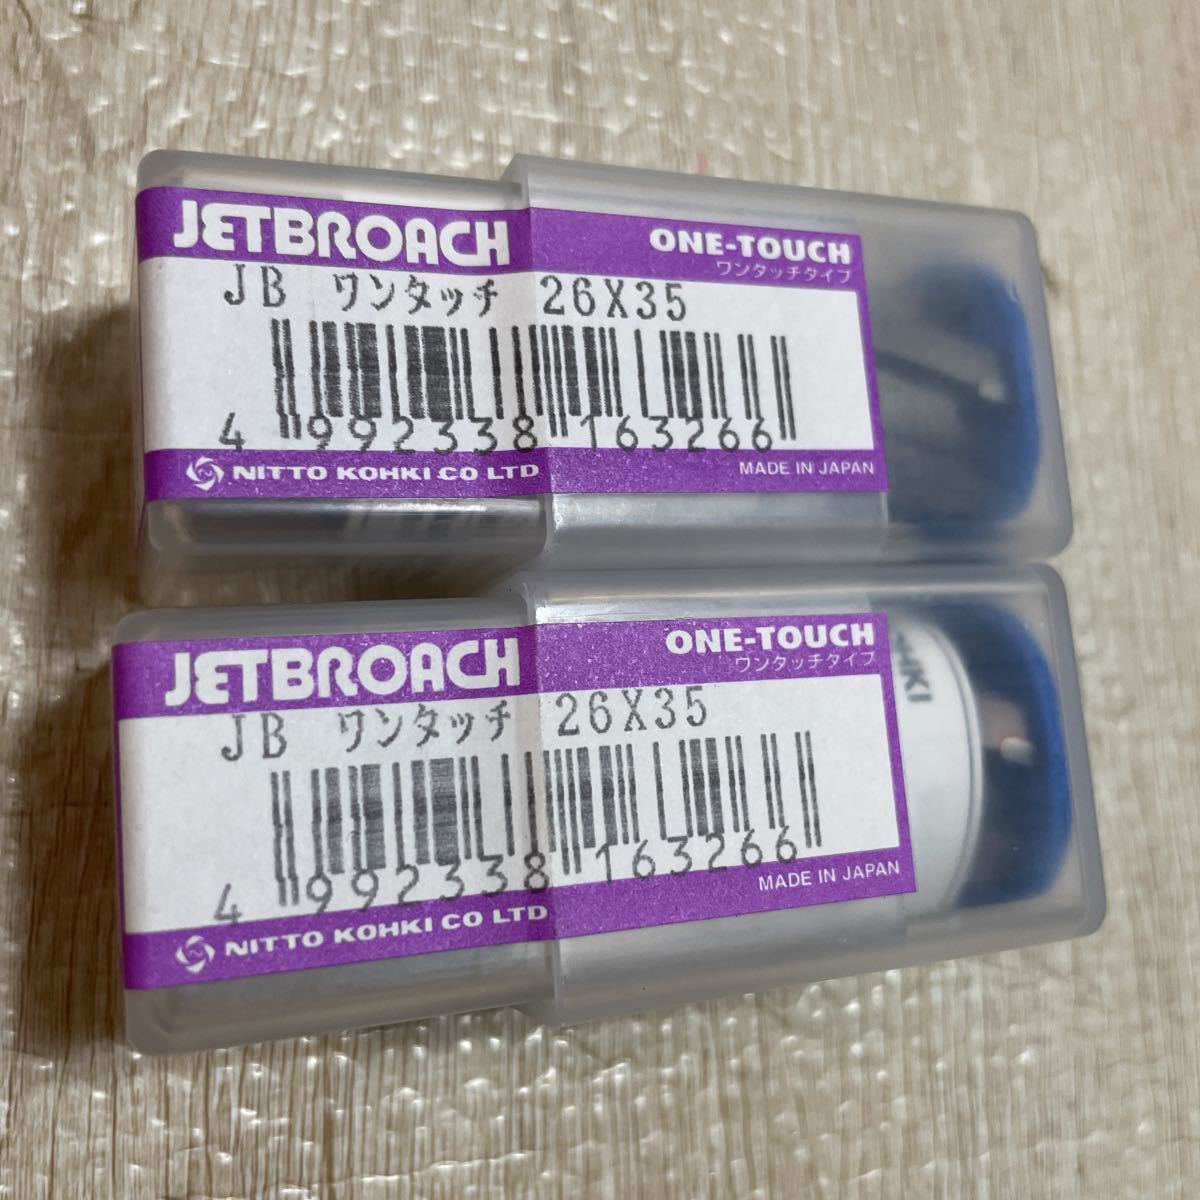 JETBROACH
ONE-TOUCH
ワンタッチタイプ
JB ワンタッチ 26X35
4 992338 163266
NITTO KOHKI CO LTD
MADE IN JAPAN
JETBROACH
ONE-TOUCH
ワンタッチタイプ
JB ワンタッチ 26X35
4 992338 163266
NITTO KOHKI CO LTD
MADE IN JAPAN